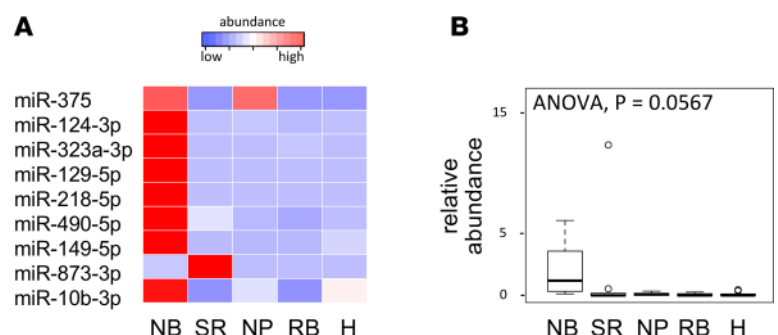 A
abundance
low high
miR-375
miR-124-3p
miR-323a-3p
miR-129-5p
miR-218-5p
miR-490-5p
miR-149-5p
miR-873-3p
miR-10b-3p
NB SR NP RB H
B
ANOVA, P = 0.0567
relative
abundance
15
5
0
NB SR NP RB H